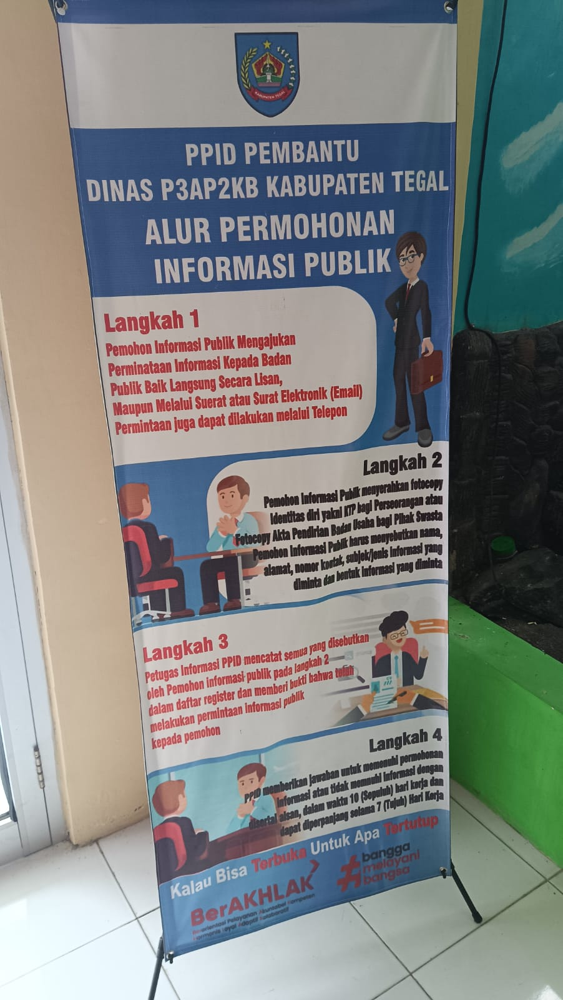 KABUPATEN TEGAL
PPID PEMBANTU
DINAS P3AP2KB KABUPATEN TEGAL
ALUR PERMOHONAN
INFORMASI PUBLIK
Langkah 1
Pemohon Informasi Publik Mengajukan
Perminataan Informasi Kepada Badan
Publik Baik Langsung Secara Lisan,
Maupun Melalui Suerat atau Surat Elektronik (Email)
Permintaan juga dapat dilakukan melalui Telepon
Langkah 2
Pemohon Informasi Publik menyerahkan fotocopy
Identitas diri yakni KTP bagi Perseorangan atau
Fotocopy Akta Pendirian Badan Usaha bagi Pihak Swasta
Pemohon Informasi Publik harus menyebutkan nama,
alamat, nomor kontak, subjek/jenis informasi yang
diminta dan bentuk informasi yang diminta
Langkah 3
Petugas Informasi PPID mencatat semua yang disebutkan
oleh Pemohon informasi publik pada langkah 2
dalam daftar register dan memberi bukti bahwa telah
melakukan permintaan informasi publik
kepada pemohon
Langkah 4
PPID memberikan jawaban untuk memenuhi permohonan
Informasi atau tidak memnuhi Informasi dengan
disertai alsan, dalam waktu 10 (Sepuluh) hari kerja dan
dapat diperpanjang selama 7 (Tujuh) Hari Kerja
Kalau Bisa Terbuka Untuk Apa Tertutup
BerAKHLAK
Berorientasi Pelayanan Akuntabel Kompeten
Harmonis Loyal Adaptif Kolaboratif
#bangga
melayani
bangsa